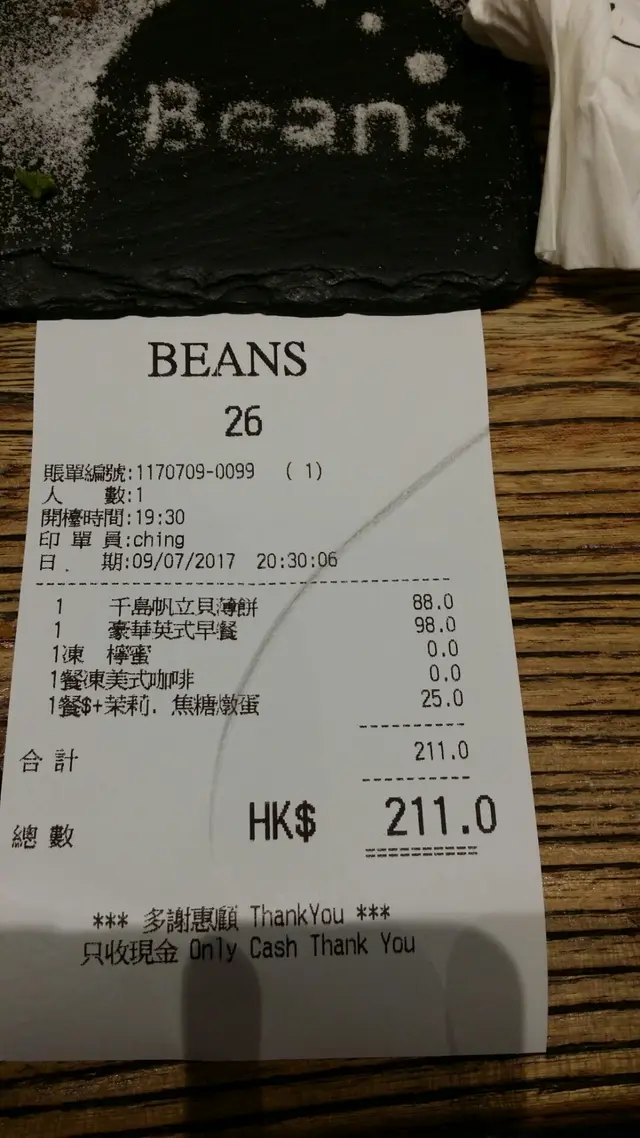 Beans
BEANS
26
賬單編號:1170709-0099 ( 1)
人 數:1
開檯時間:19:30
印 單 員:ching
日. 期:09/07/2017 20:30:06
1 千島帆立貝薄餅 88.0
1 豪華英式早餐 98.0
1凍 檸蜜 0.0
1餐凍美式咖啡 0.0
1餐$+茉莉. 焦糖燉蛋 25.0
合 計 211.0
總 數 HK$ 211.0
*** 多謝惠顧 ThankYou ***
只收現金 Only Cash Thank You